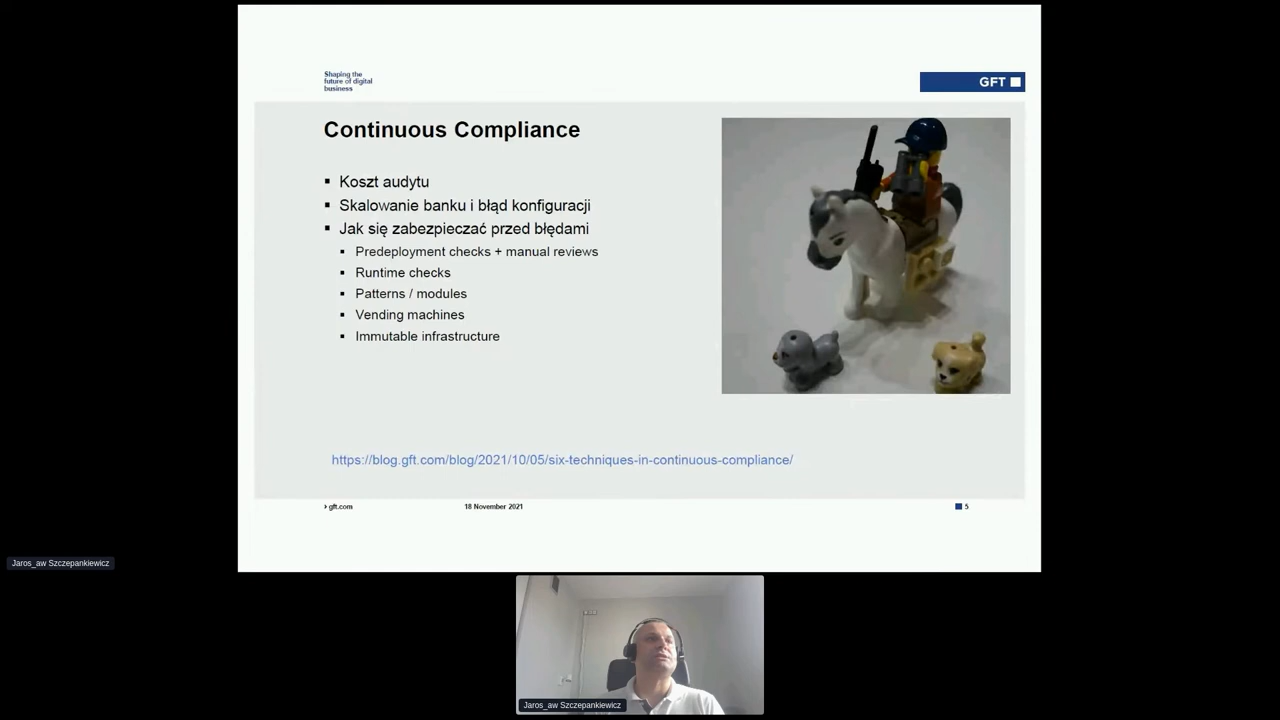 Shaping the
future of digital
business
GFT
Continuous Compliance
Koszt audytu
Skalowanie banku i błąd konfiguracji
Jak się zabezpieczać przed błędami
Predeployment checks + manual reviews
Runtime checks
Patterns / modules
Vending machines
Immutable infrastructure
https://blog.gft.com/blog/2021/10/05/six-techniques-in-continuous-compliance/
› gft.com
18 November 2021
5
Jaros_aw Szczepankiewicz
Jaros_aw Szczepankiewicz